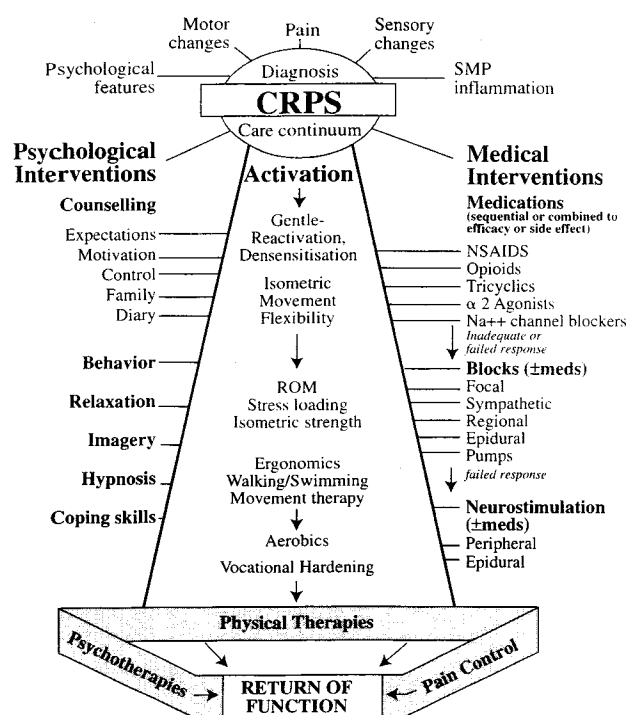 Motor
changes
Pain
Sensory
changes
Psychological
features
Diagnosis
SMP
inflammation
CRPS
Care continuum
Psychological
Interventions
Counselling
Expectations
Motivation
Control
Family
Diary
Behavior
Relaxation
Imagery
Hypnosis
Coping skills
Activation
Gentle-
Reactivation,
Densensitisation
Isometric
Movement
Flexibility
ROM
Stress loading
Isometric strength
Ergonomics
Walking/Swimming
Movement therapy
Aerobics
Vocational Hardening
Medical
Interventions
Medications
(sequential or combined to
efficacy or side effect)
NSAIDS
Opioids
Tricyclics
α 2 Agonists
Na++ channel blockers
Inadequate or
failed response
Blocks (±meds)
Focal
Sympathetic
Regional
Epidural
Pumps
failed response
Neurostimulation
(±meds)
Peripheral
Epidural
Physical Therapies
Psychotherapies
Pain Control
RETURN OF
FUNCTION